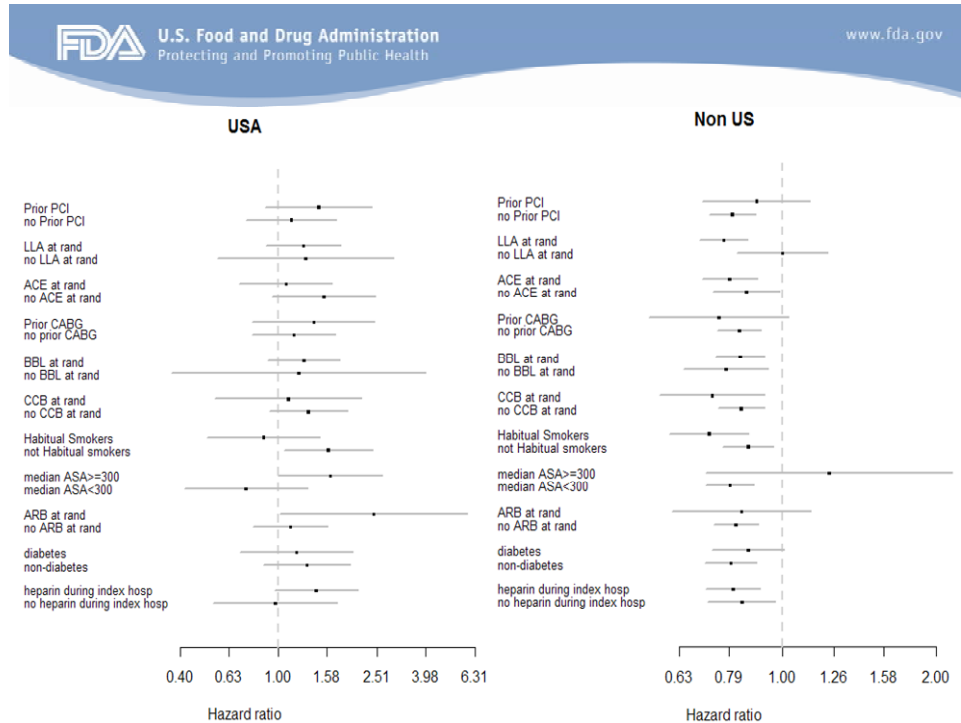 FDA
U.S. Food and Drug Administration
Protecting and Promoting Public Health
www.fda.gov
USA
Prior PCI
no Prior PCI
LLA at rand
no LLA at rand
ACE at rand
no ACE at rand
Prior CABG
no prior CABG
BBL at rand
no BBL at rand
CCB at rand
no CCB at rand
Habitual Smokers
not Habitual smokers
median ASA>=300
median ASA<300
ARB at rand
no ARB at rand
diabetes
non-diabetes
heparin during index hosp
no heparin during index hosp
0.40 0.63 1.00 1.58 2.51 3.98 6.31
Hazard ratio
Non US
Prior PCI
no Prior PCI
LLA at rand
no LLA at rand
ACE at rand
no ACE at rand
Prior CABG
no prior CABG
BBL at rand
no BBL at rand
CCB at rand
no CCB at rand
Habitual Smokers
not Habitual smokers
median ASA>=300
median ASA<300
ARB at rand
no ARB at rand
diabetes
non-diabetes
heparin during index hosp
no heparin during index hosp
0.63 0.79 1.00 1.26 1.58 2.00
Hazard ratio